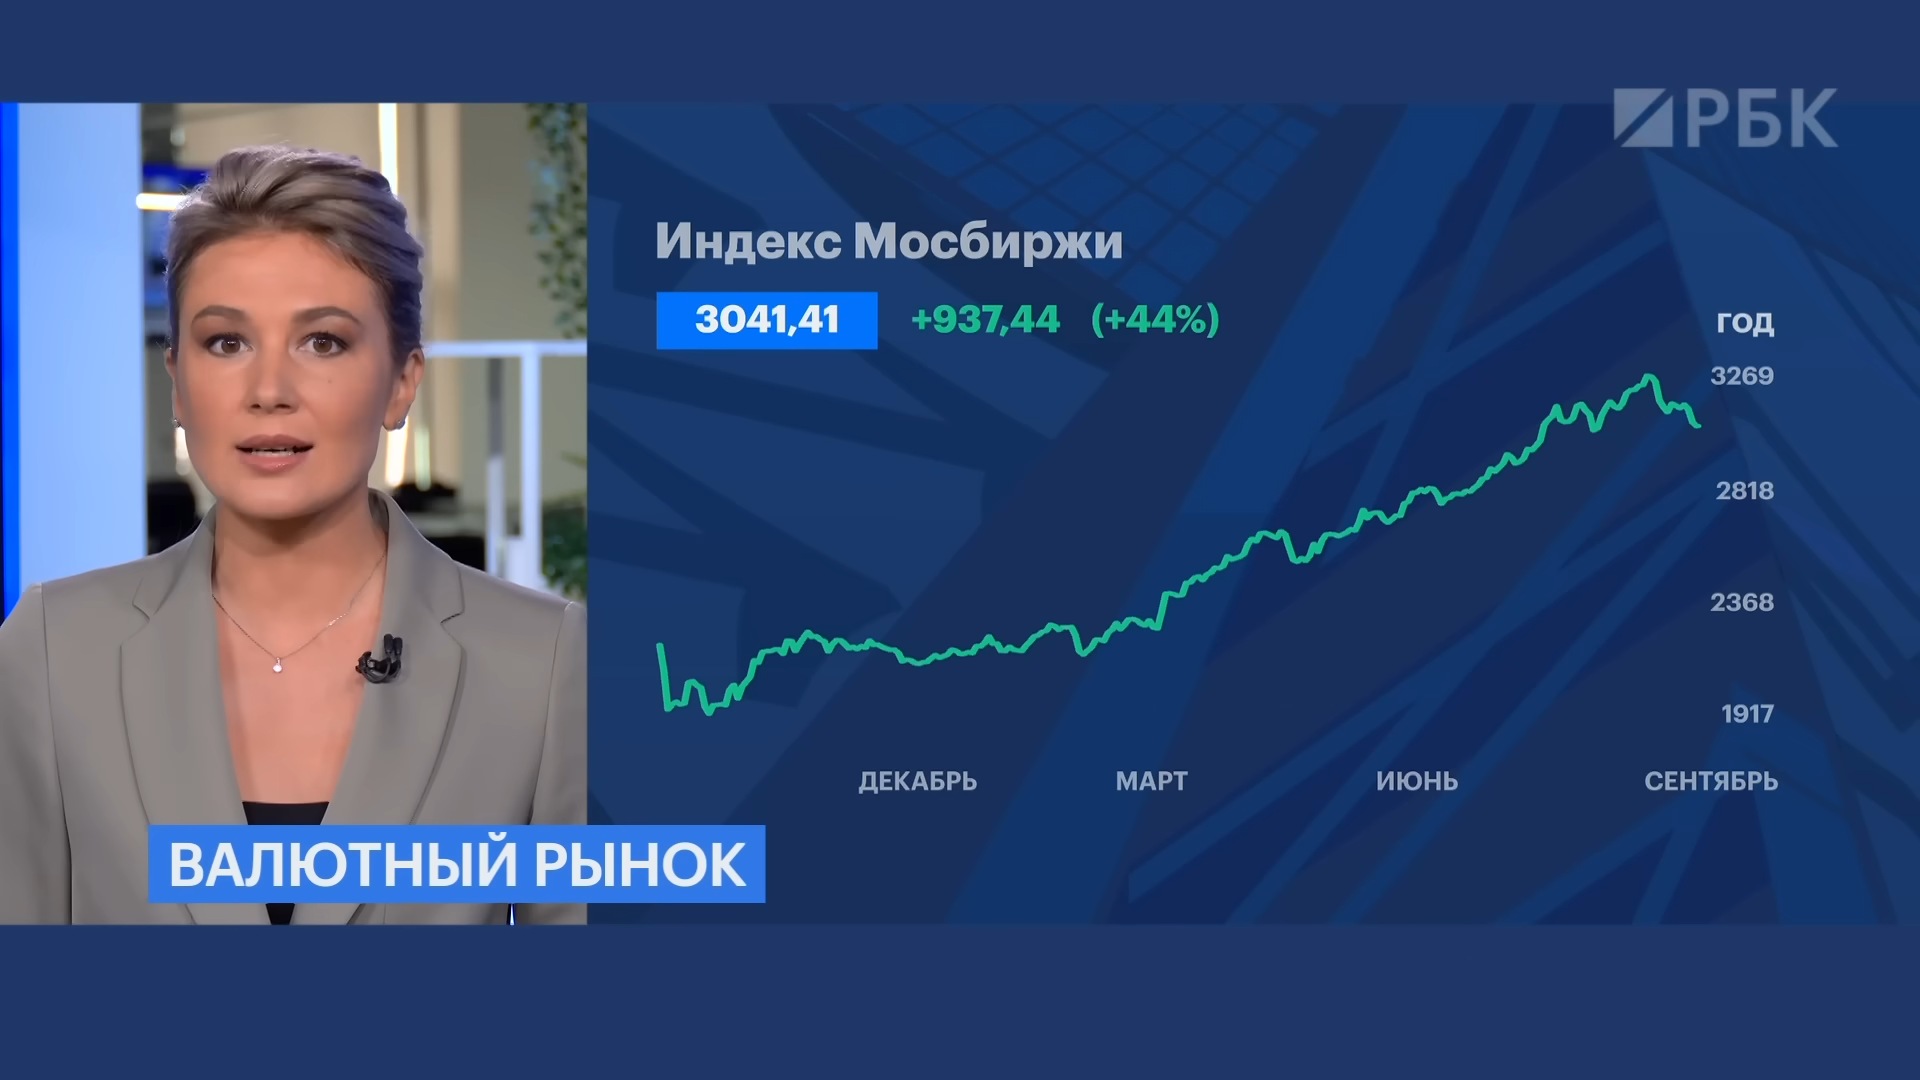 РБК
Индекс Мосбиржи
3041,41 +937,44 (+44%)
ГОД
3269
2818
2368
1917
ДЕКАБРЬ МАРТ ИЮНЬ СЕНТЯБРЬ
ВАЛЮТНЫЙ РЫНОК